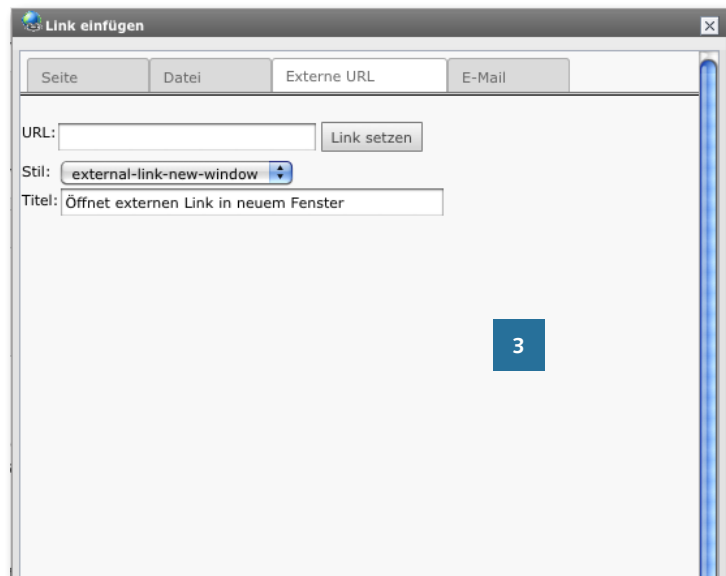 Link einfügen
Seite Datei Externe URL E-Mail
URL: Link setzen
Stil: external-link-new-window
Titel: Öffnet externen Link in neuem Fenster
3